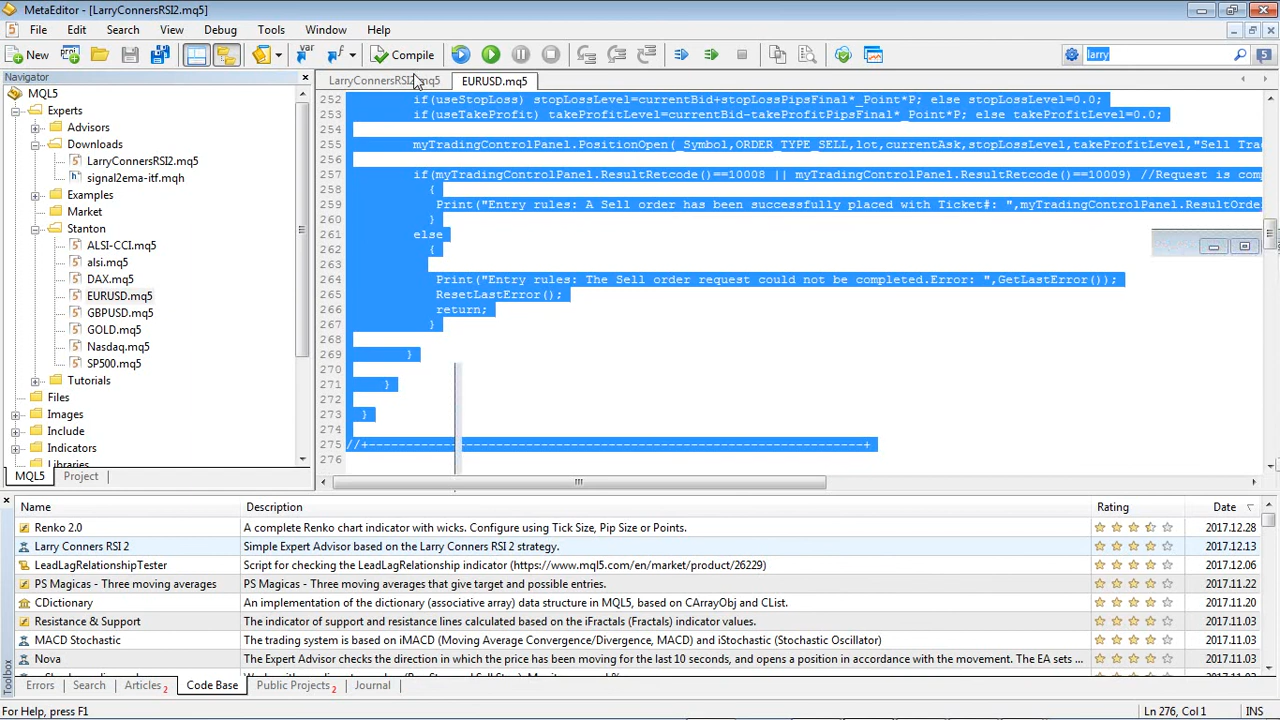 MetaEditor - [LarryConnersRSI2.mq5]
File Edit Search View Debug Tools Window Help
New Compile larry 5
Navigator
LarryConnersRSI2.mq5 EURUSD.mq5
MQL5
Experts
Advisors
Downloads
LarryConnersRSI2.mq5
signal2ema-itf.mqh
Examples
Market
Stanton
ALSI-CCI.mq5
alsi.mq5
DAX.mq5
EURUSD.mq5
GBPUSD.mq5
GOLD.mq5
Nasdaq.mq5
SP500.mq5
Tutorials
Files
Images
Include
Indicators
Libraries
MQL5 Project
252 if(useStopLoss) stopLossLevel=currentBid+stopLossPipsFinal*_Point*P; else stopLossLevel=0.0;
253 if(useTakeProfit) takeProfitLevel=currentBid-takeProfitPipsFinal*_Point*P; else takeProfitLevel=0.0;
254
255 myTradingControlPanel.PositionOpen(_Symbol,ORDER_TYPE_SELL,lot,currentAsk,stopLossLevel,takeProfitLevel,"Sell Tra
256
257 if(myTradingControlPanel.ResultRetcode()==10008 || myTradingControlPanel.ResultRetcode()==10009) //Request is comp
258 {
259 Print("Entry rules: A Sell order has been successfully placed with Ticket#: ",myTradingControlPanel.ResultOrde
260 }
261 else
262 {
263
264 Print("Entry rules: The Sell order request could not be completed.Error: ",GetLastError());
265 ResetLastError();
266 return;
267 }
268
269 }
270
271 }
272
273 }
274
275 //+------------------------------------------------------------------+
276
Name Description Rating Date
Renko 2.0 A complete Renko chart indicator with wicks. Configure using Tick Size, Pip Size or Points. 2017.12.28
Larry Conners RSI 2 Simple Expert Advisor based on the Larry Conners RSI 2 strategy. 2017.12.13
LeadLagRelationshipTester Script for checking the LeadLagRelationship indicator (https://www.mql5.com/en/market/product/26229) 2017.12.06
PS Magicas - Three moving averages PS Magicas - Three moving averages that give target and possible entries. 2017.11.22
CDictionary An implementation of the dictionary (associative array) data structure in MQL5, based on CArrayObj and CList. 2017.11.20
Resistance & Support The indicator of support and resistance lines calculated based on the iFractals (Fractals) indicator values. 2017.11.03
MACD Stochastic The trading system is based on iMACD (Moving Average Convergence/Divergence, MACD) and iStochastic (Stochastic Oscillator) 2017.11.03
Nova The Expert Advisor checks the direction in which the price has been moving for the last 10 seconds, and opens a position in accordance with the movement. The EA sets ... 2017.11.03
Toolbox
Errors Search Articles 2 Code Base Public Projects 2 Journal
For Help, press F1 Ln 276, Col 1 INS